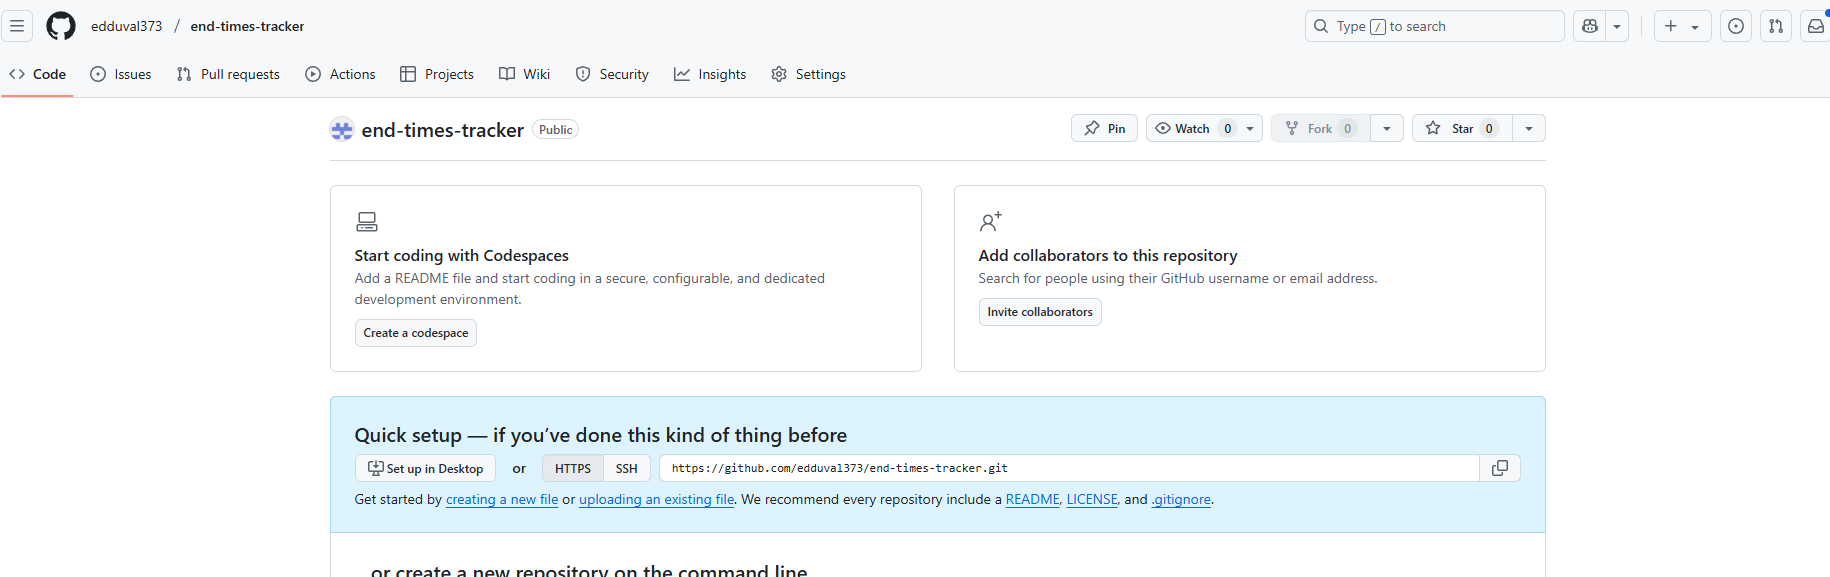 edduval373 / end-times-tracker
Type / to search
Code Issues Pull requests Actions Projects Wiki Security Insights Settings
end-times-tracker Public
Pin Watch 0 Fork 0 Star 0
Start coding with Codespaces
Add a README file and start coding in a secure, configurable, and dedicated
development environment.
Create a codespace
Add collaborators to this repository
Search for people using their GitHub username or email address.
Invite collaborators
Quick setup — if you’ve done this kind of thing before
Set up in Desktop or HTTPS SSH https://github.com/edduval373/end-times-tracker.git
Get started by creating a new file or uploading an existing file. We recommend every repository include a README, LICENSE, and .gitignore.
or create a new repository on the command line